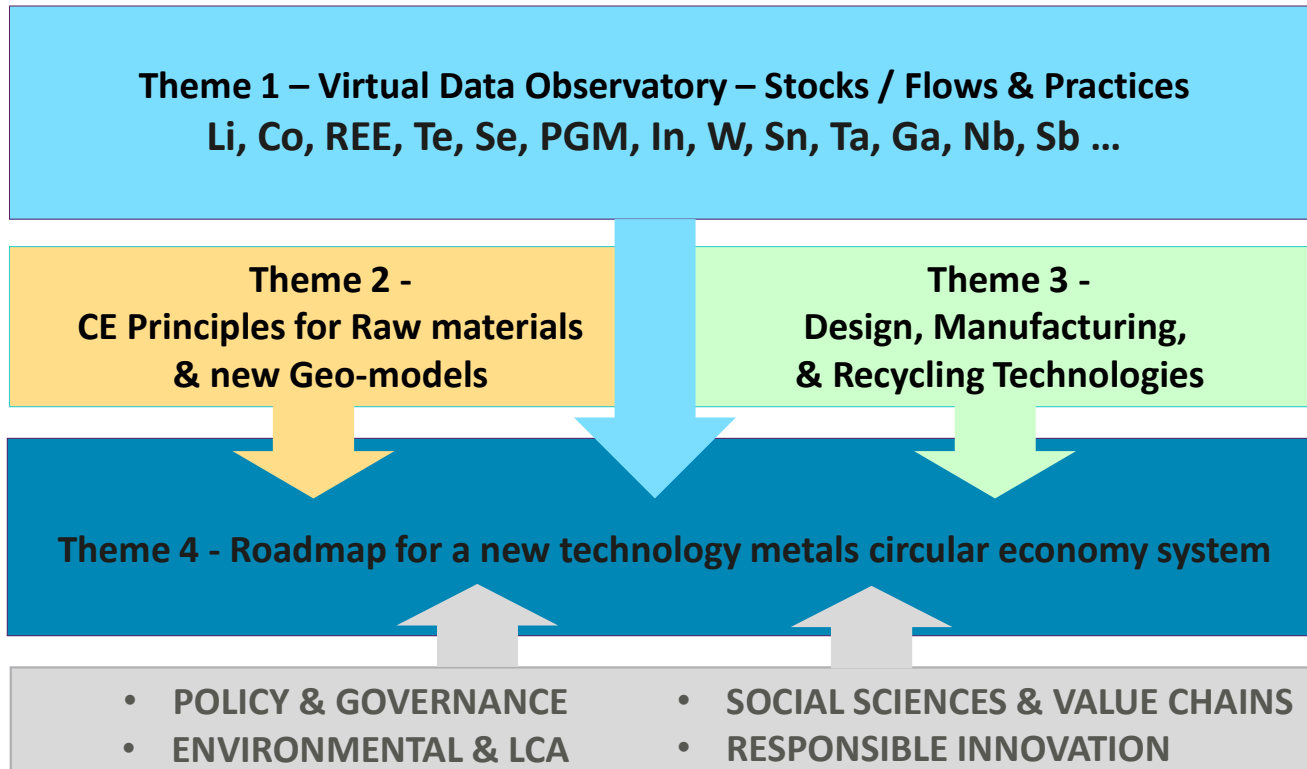 Theme 1 – Virtual Data Observatory – Stocks / Flows & Practices
Li, Co, REE, Te, Se, PGM, In, W, Sn, Ta, Ga, Nb, Sb ...
Theme 2 -
CE Principles for Raw materials
& new Geo-models
Theme 3 -
Design, Manufacturing,
& Recycling Technologies
Theme 4 - Roadmap for a new technology metals circular economy system
• POLICY & GOVERNANCE
• ENVIRONMENTAL & LCA
• SOCIAL SCIENCES & VALUE CHAINS
• RESPONSIBLE INNOVATION